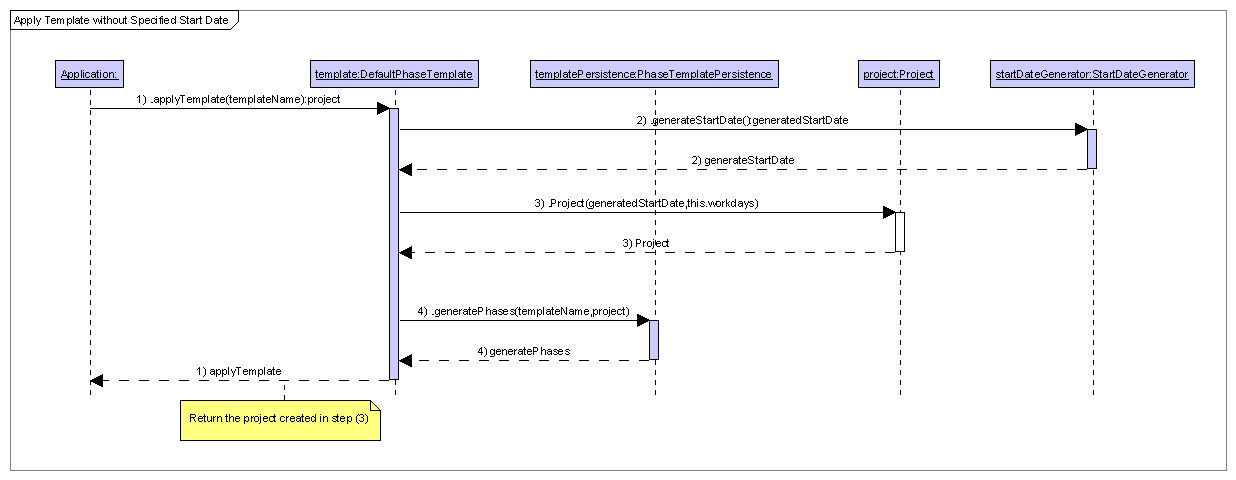 Apply Template without Specified Start Date
Application:
template:DefaultPhaseTemplate
templatePersistence:PhaseTemplatePersistence
project:Project
startDateGenerator:StartDateGenerator
1) .applyTemplate(templateName):project
2) .generateStartDate():generatedStartDate
2) generateStartDate
3) .Project(generatedStartDate,this.workdays)
3) Project
4) .generatePhases(templateName,project)
4) generatePhases
1) applyTemplate
Return the project created in step (3)